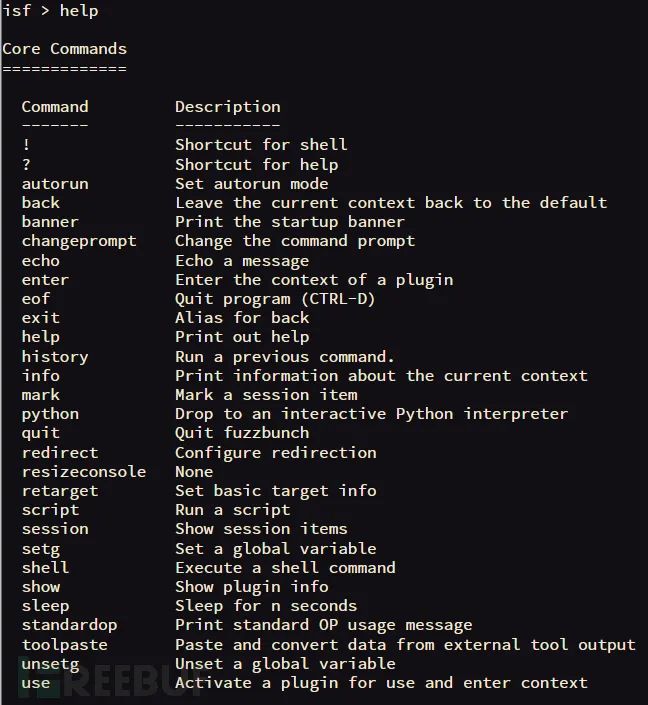 isf > help
Core Commands
=============
Command Description
------- -----------
! Shortcut for shell
? Shortcut for help
autorun Set autorun mode
back Leave the current context back to the default
banner Print the startup banner
changeprompt Change the command prompt
echo Echo a message
enter Enter the context of a plugin
eof Quit program (CTRL-D)
exit Alias for back
help Print out help
history Run a previous command.
info Print information about the current context
mark Mark a session item
python Drop to an interactive Python interpreter
quit Quit fuzzbunch
redirect Configure redirection
resizeconsole None
retarget Set basic target info
script Run a script
session Show session items
setg Set a global variable
shell Execute a shell command
show Show plugin info
sleep Sleep for n seconds
standardop Print standard OP usage message
toolpaste Paste and convert data from external tool output
unsetg Unset a global variable
use Activate a plugin for use and enter context
FREEBUF